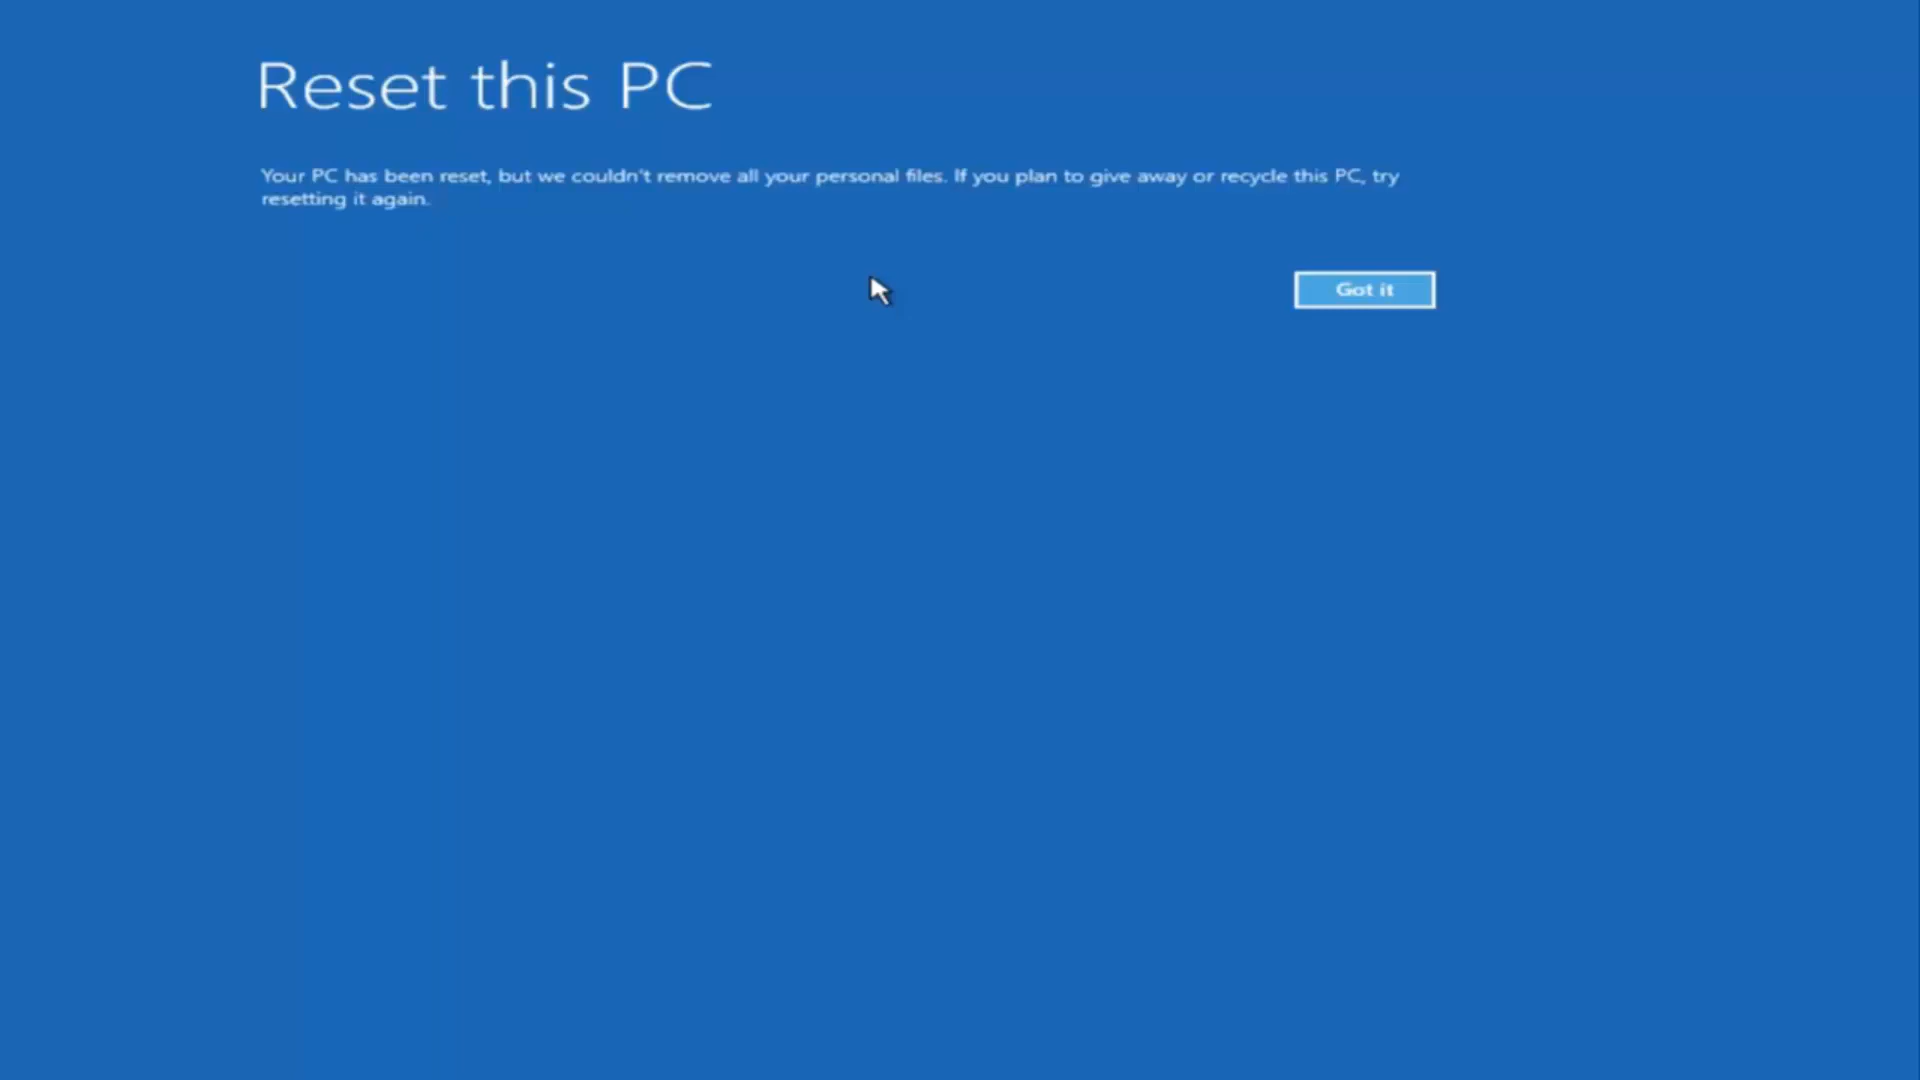 Reset this PC
Your PC has been reset, but we couldn't remove all your personal files. If you plan to give away or recycle this PC, try
resetting it again.
Got it